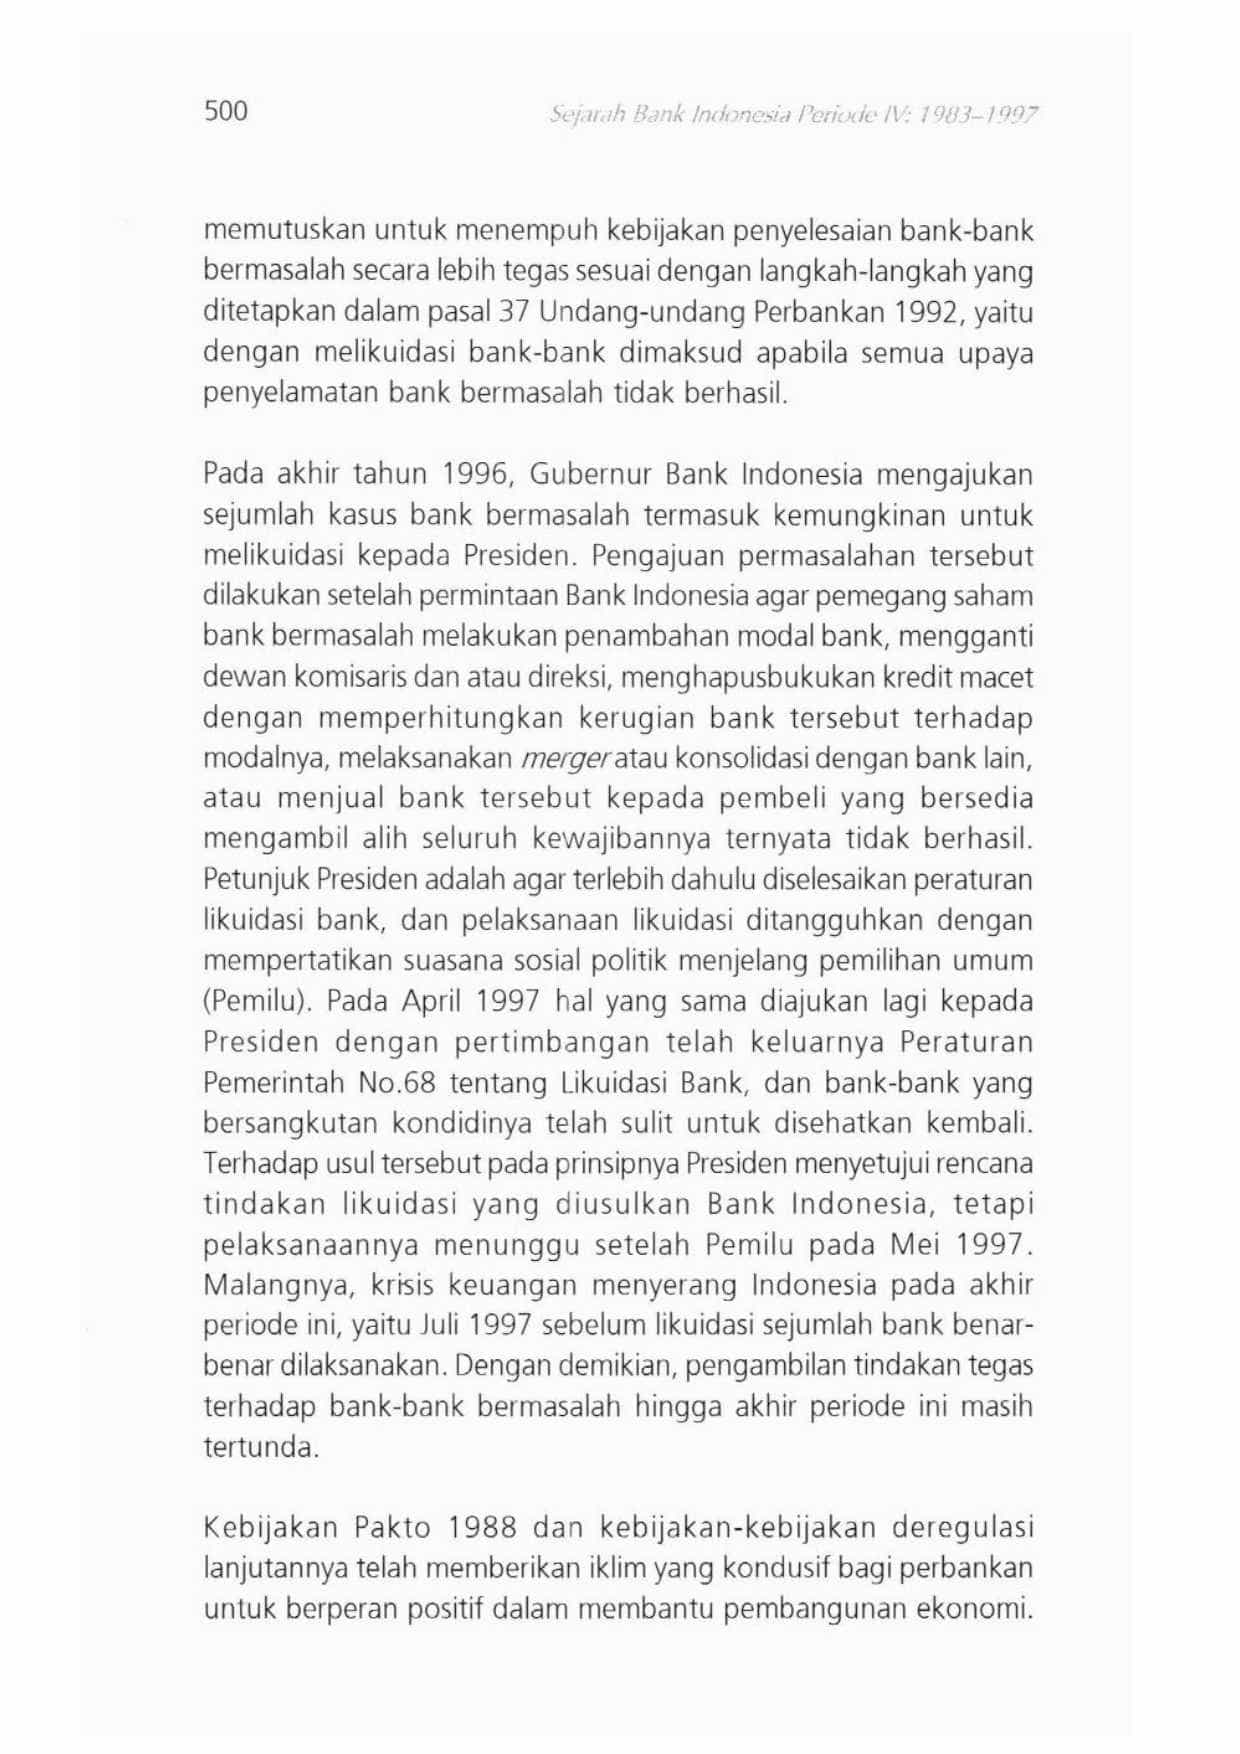 500
Sejarah Bank Indonesia Periode IV: 1983–1997
memutuskan untuk menempuh kebijakan penyelesaian bank-bank
bermasalah secara lebih tegas sesuai dengan langkah-langkah yang
ditetapkan dalam pasal 37 Undang-undang Perbankan 1992, yaitu
dengan melikuidasi bank-bank dimaksud apabila semua upaya
penyelamatan bank bermasalah tidak berhasil.
Pada akhir tahun 1996, Gubernur Bank Indonesia mengajukan
sejumlah kasus bank bermasalah termasuk kemungkinan untuk
melikuidasi kepada Presiden. Pengajuan permasalahan tersebut
dilakukan setelah permintaan Bank Indonesia agar pemegang saham
bank bermasalah melakukan penambahan modal bank, mengganti
dewan komisaris dan atau direksi, menghapusbukukan kredit macet
dengan memperhitungkan kerugian bank tersebut terhadap
modalnya, melaksanakan merger atau konsolidasi dengan bank lain,
atau menjual bank tersebut kepada pembeli yang bersedia
mengambil alih seluruh kewajibannya ternyata tidak berhasil.
Petunjuk Presiden adalah agar terlebih dahulu diselesaikan peraturan
likuidasi bank, dan pelaksanaan likuidasi ditangguhkan dengan
mempertatikan suasana sosial politik menjelang pemilihan umum
(Pemilu). Pada April 1997 hal yang sama diajukan lagi kepada
Presiden dengan pertimbangan telah keluarnya Peraturan
Pemerintah No.68 tentang Likuidasi Bank, dan bank-bank yang
bersangkutan kondidinya telah sulit untuk disehatkan kembali.
Terhadap usul tersebut pada prinsipnya Presiden menyetujui rencana
tindakan likuidasi yang diusulkan Bank Indonesia, tetapi
pelaksanaannya menunggu setelah Pemilu pada Mei 1997.
Malangnya, krisis keuangan menyerang Indonesia pada akhir
periode ini, yaitu Juli 1997 sebelum likuidasi sejumlah bank benar-
benar dilaksanakan. Dengan demikian, pengambilan tindakan tegas
terhadap bank-bank bermasalah hingga akhir periode ini masih
tertunda.
Kebijakan Pakto 1988 dan kebijakan-kebijakan deregulasi
lanjutannya telah memberikan iklim yang kondusif bagi perbankan
untuk berperan positif dalam membantu pembangunan ekonomi.